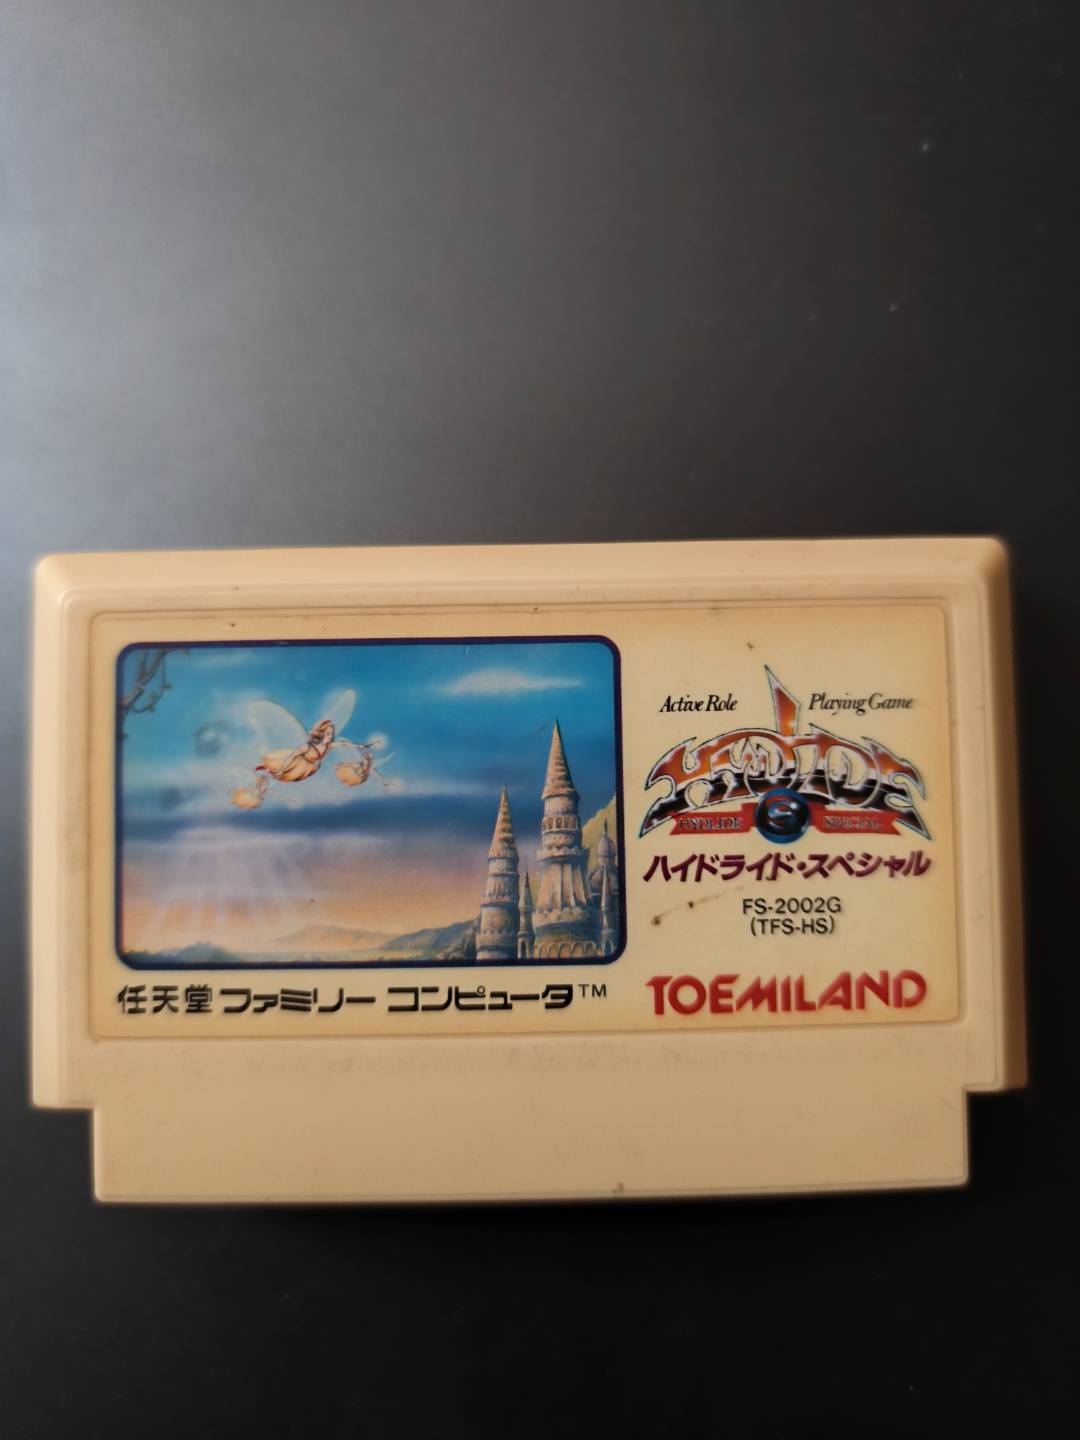 Active Role Playing Game
HYDLIDE
HYDLIDE S SPECIAL
ハイドライド・スペシャル
FS-2002G
(TFS-HS)
任天堂 ファミリー コンピュータ™
TOEMILAND